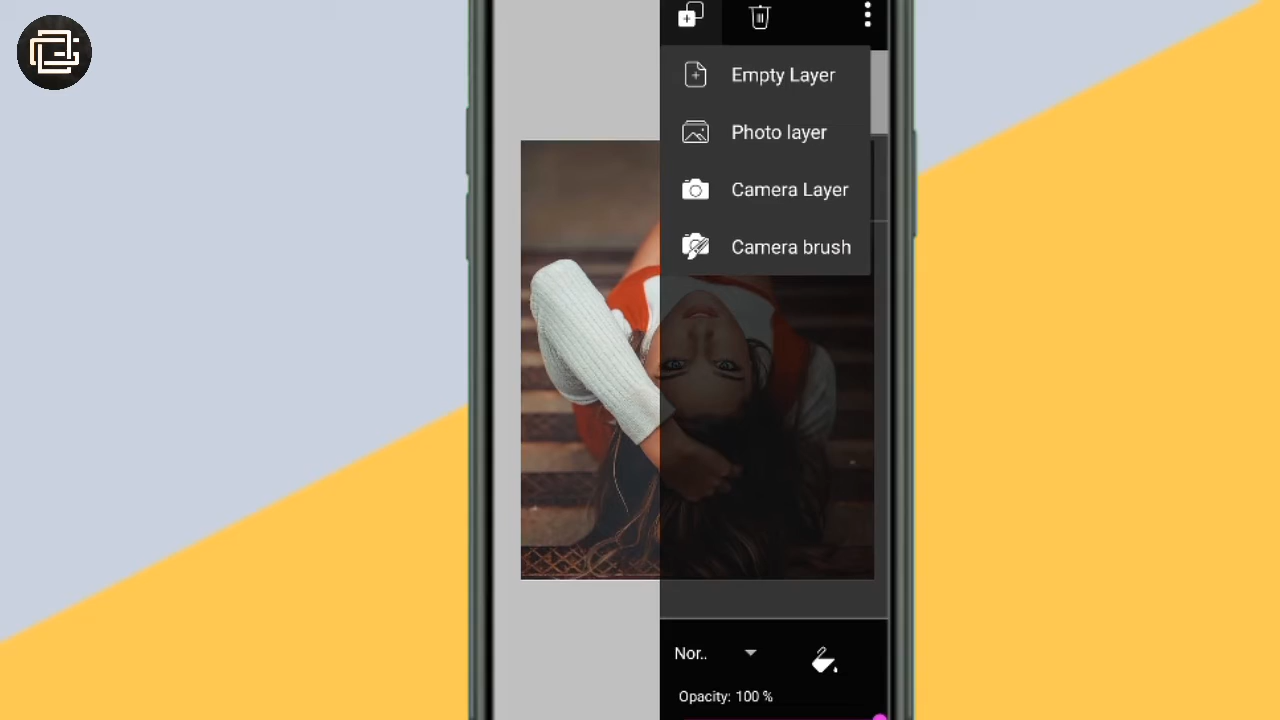 Empty Layer
Photo layer
Camera Layer
Camera brush
Nor..
Opacity: 100 %